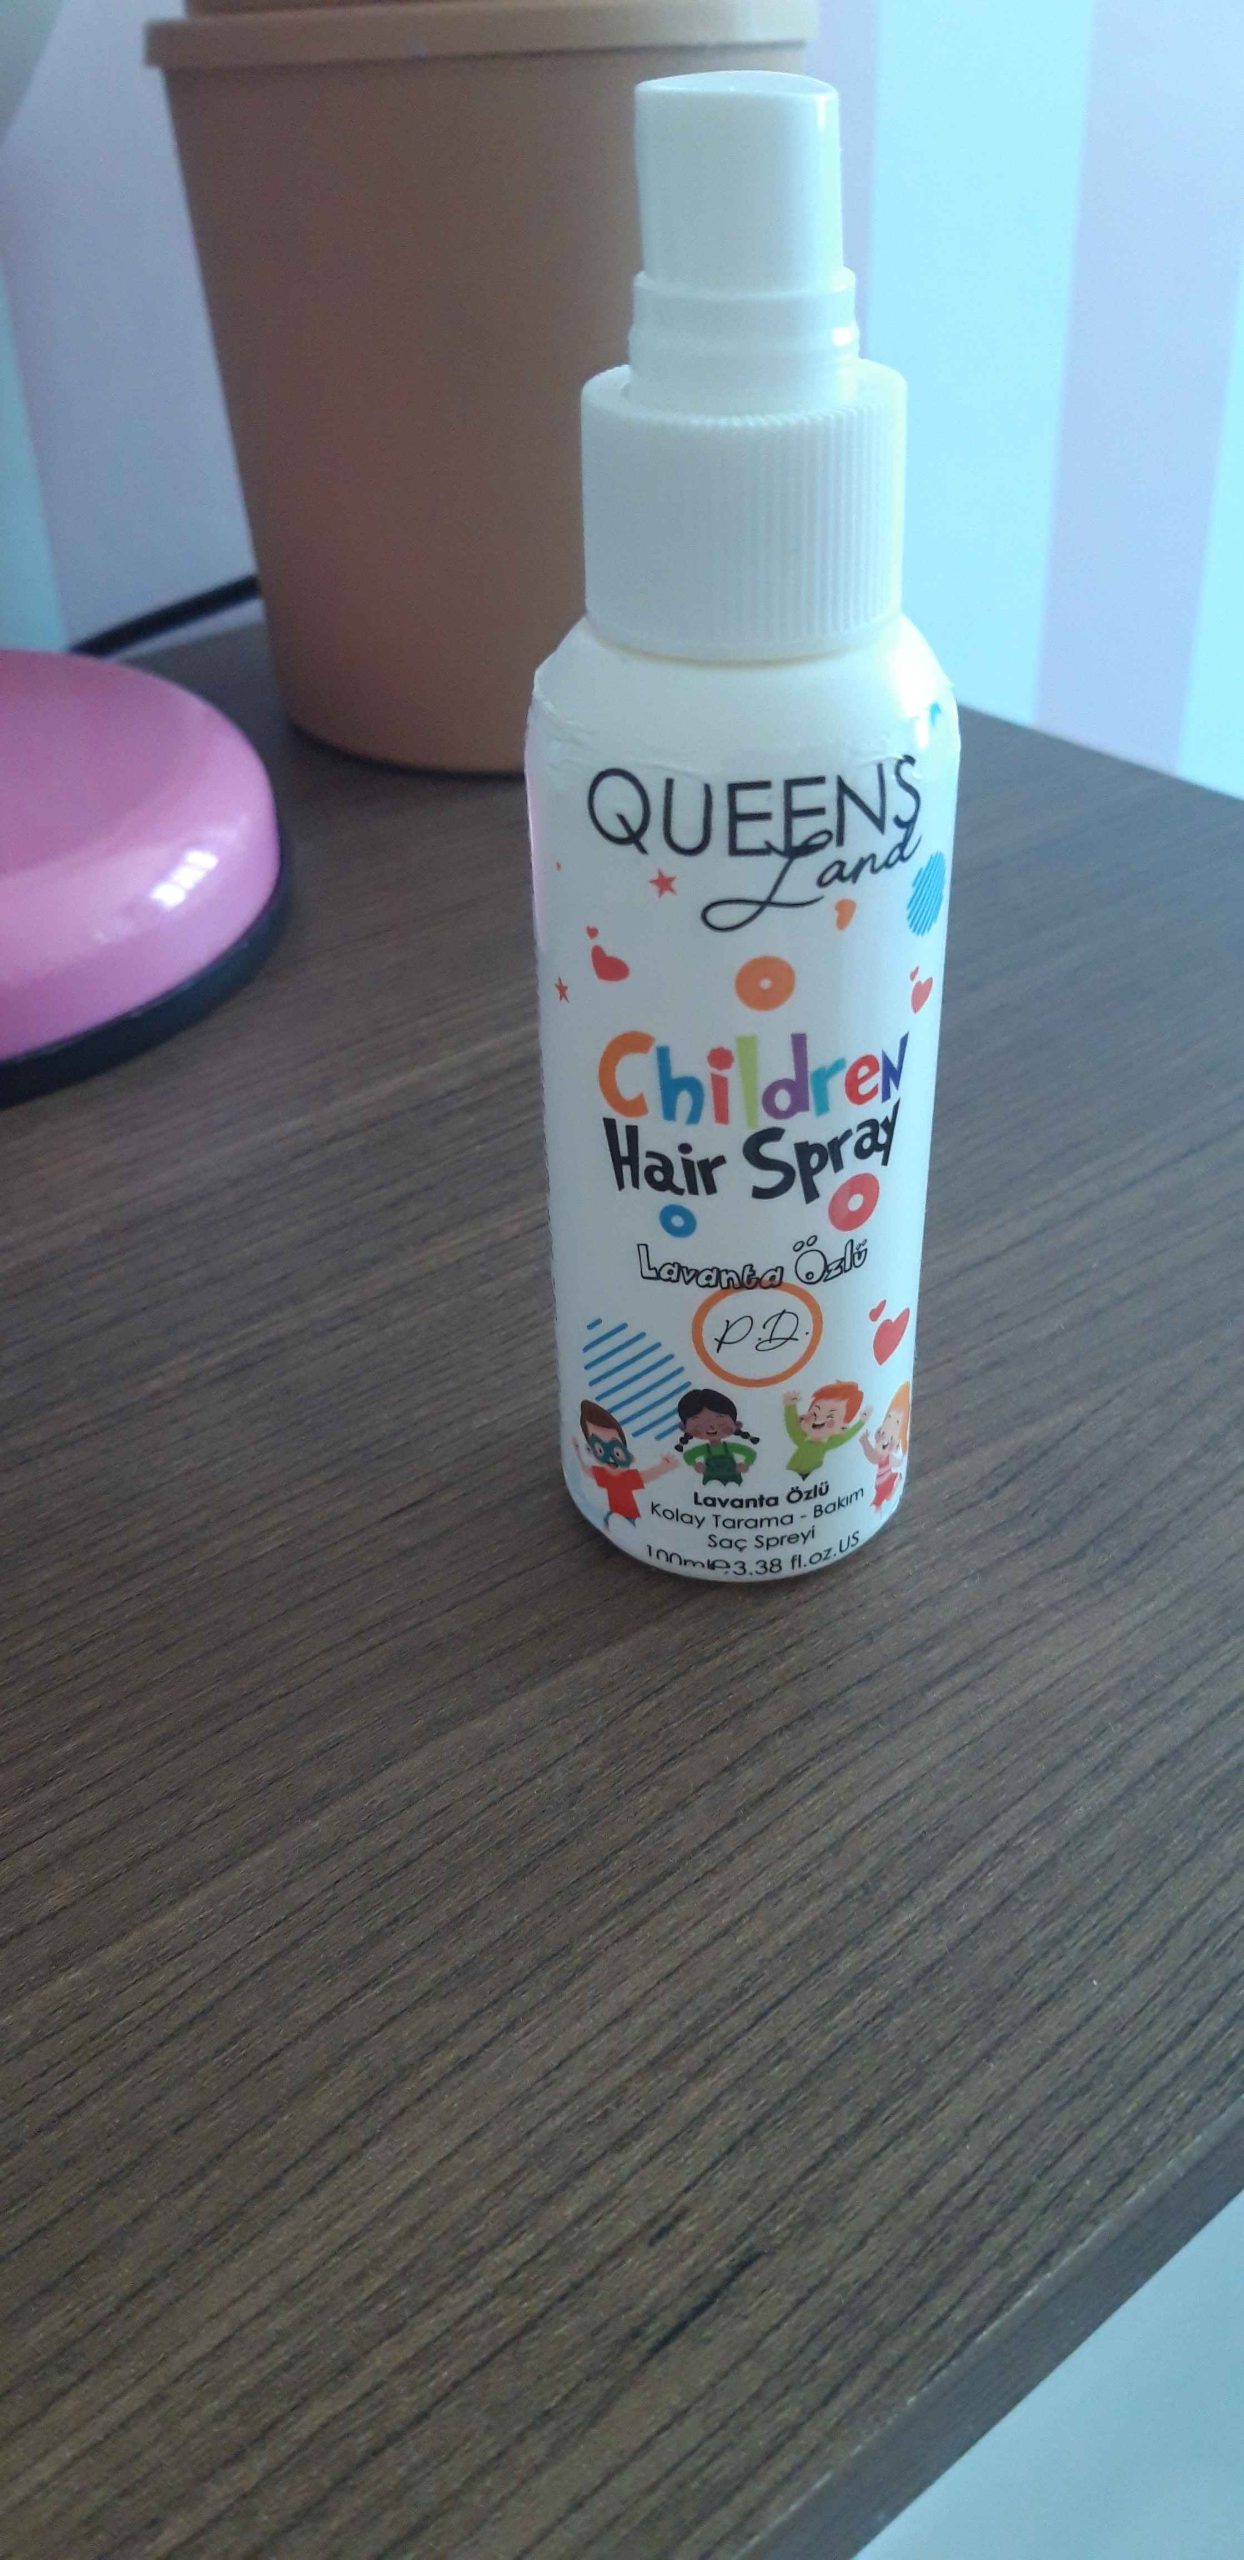 QUEENS
Land
Children
Hair Spray
Lavanta Özlü
P.D.
Lavanta Özlü
Kolay Tarama - Bakım
Saç Spreyi
100ml℮3.38 fl.oz.US